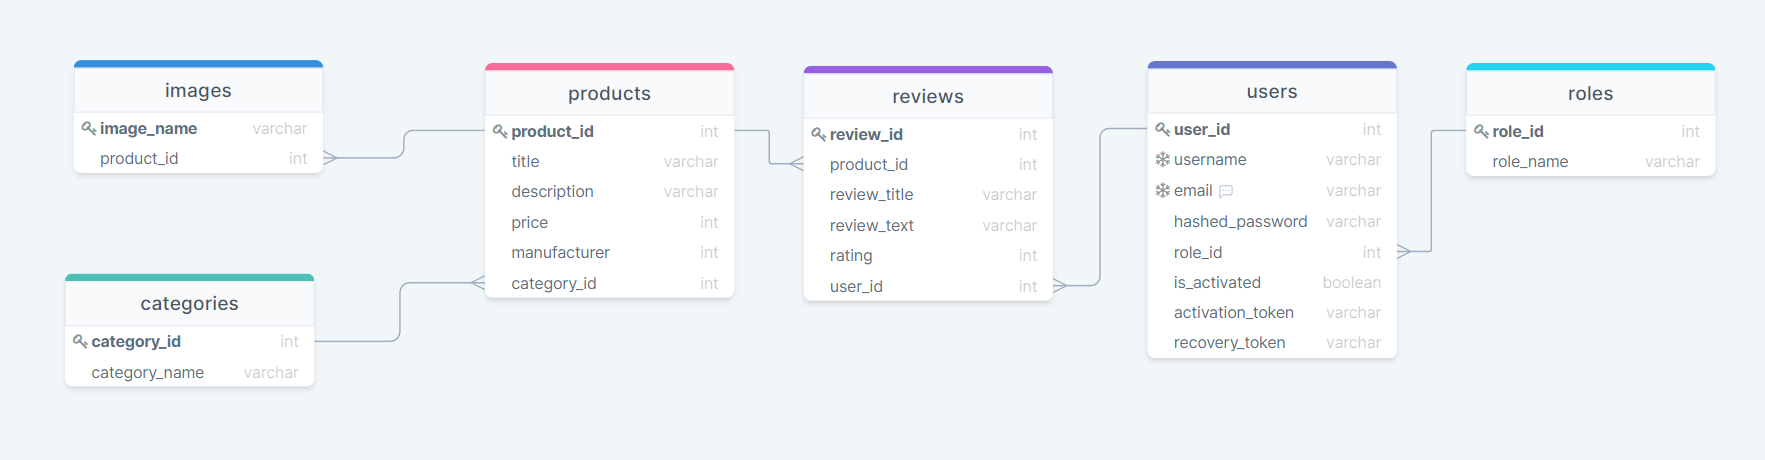 images
image_name varchar
product_id int
categories
category_id int
category_name varchar
products
product_id int
title varchar
description varchar
price int
manufacturer int
category_id int
reviews
review_id int
product_id int
review_title varchar
review_text varchar
rating int
user_id int
users
user_id int
username varchar
email varchar
hashed_password varchar
role_id int
is_activated boolean
activation_token varchar
recovery_token varchar
roles
role_id int
role_name varchar